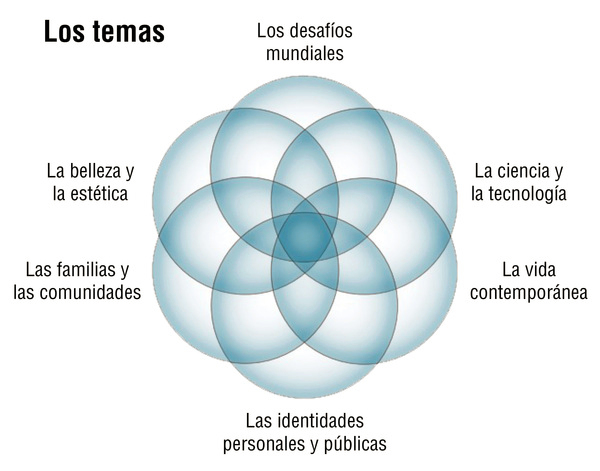 Los temas
Los desafíos
mundiales
La belleza y
la estética
La ciencia y
la tecnología
Las familias y
las comunidades
La vida
contemporánea
Las identidades
personales y públicas